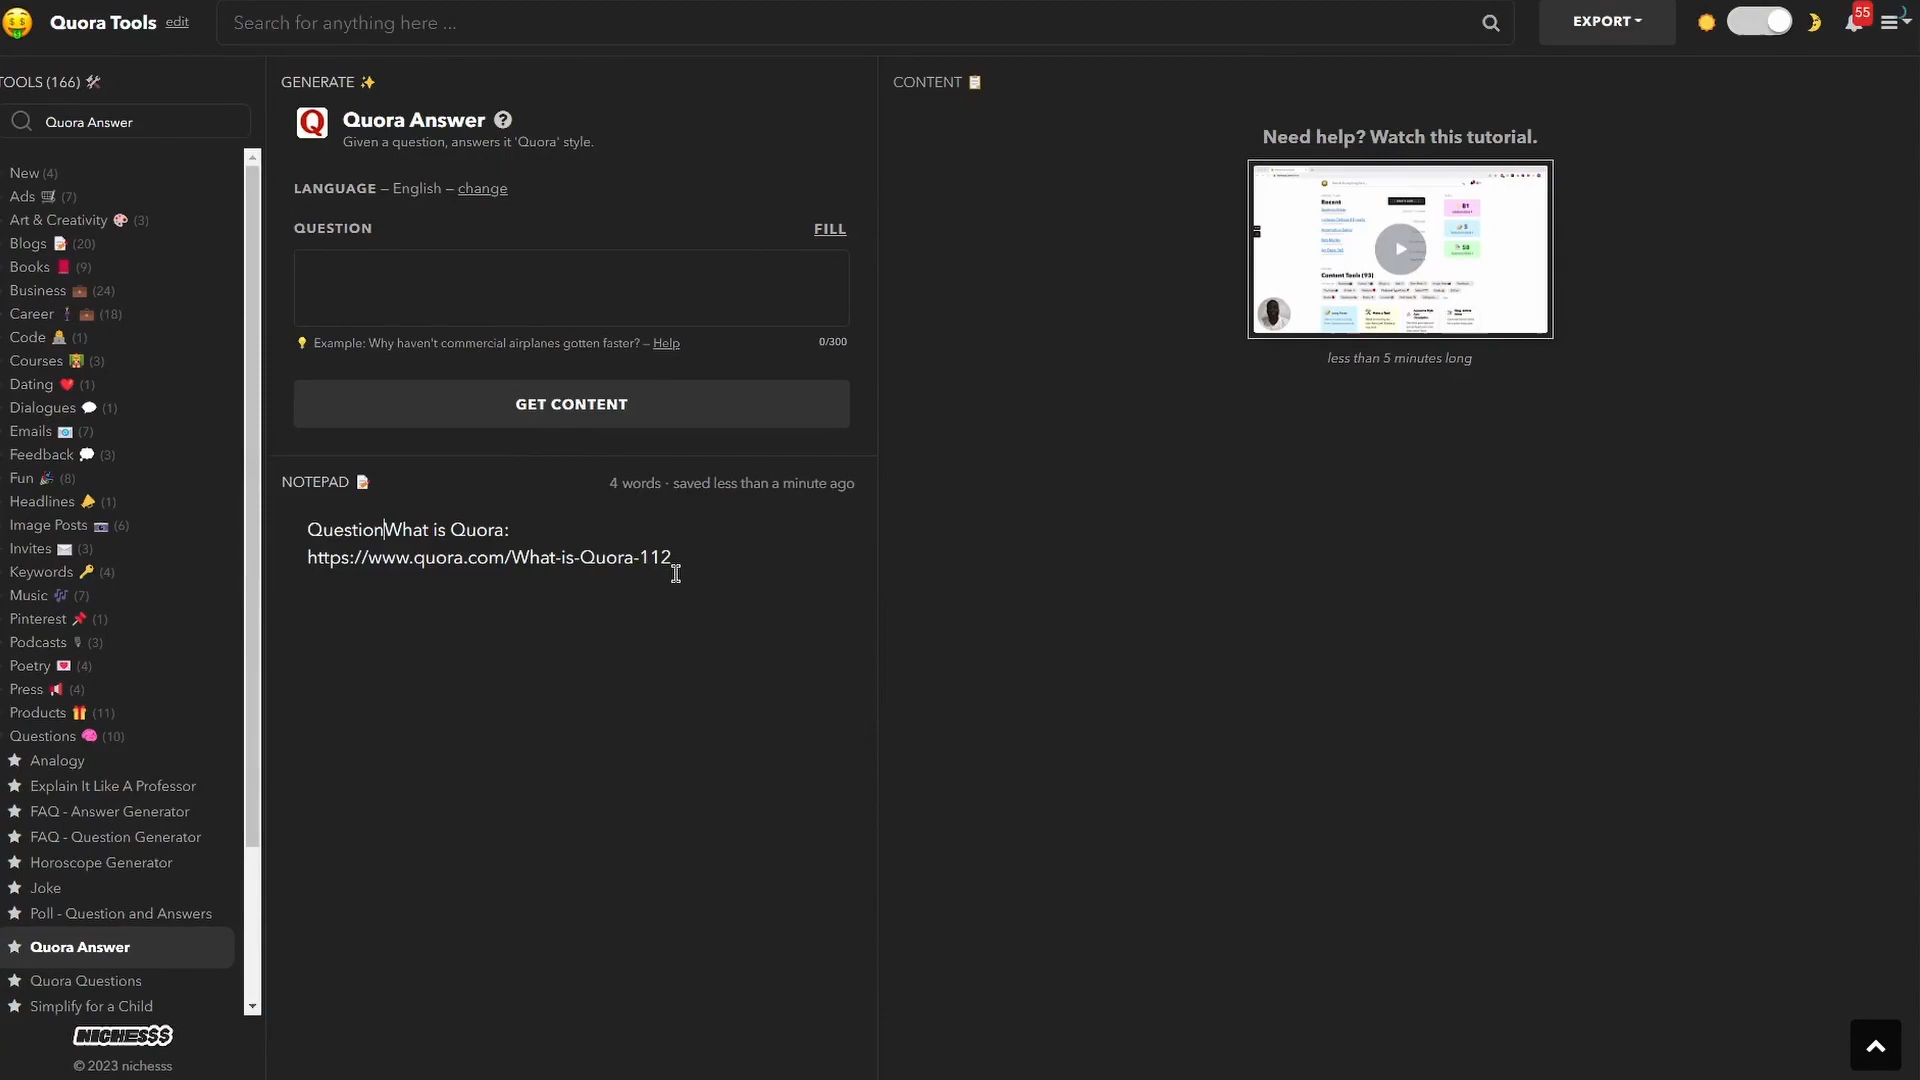 Quora Tools edit
Search for anything here ...
EXPORT
55
TOOLS (166)
Quora Answer
New (4)
Ads (7)
Art & Creativity (3)
Blogs (20)
Books (9)
Business (24)
Career (18)
Code (1)
Courses (3)
Dating (1)
Dialogues (1)
Emails (7)
Feedback (3)
Fun (8)
Headlines (1)
Image Posts (6)
Invites (3)
Keywords (4)
Music (7)
Pinterest (1)
Podcasts (3)
Poetry (4)
Press (4)
Products (11)
Questions (10)
Analogy
Explain It Like A Professor
FAQ - Answer Generator
FAQ - Question Generator
Horoscope Generator
Joke
Poll - Question and Answers
Quora Answer
Quora Questions
Simplify for a Child
NICHESSS
© 2023 nichesss
GENERATE
Q
Quora Answer ?
Given a question, answers it 'Quora' style.
LANGUAGE – English – change
QUESTION FILL
Example: Why haven't commercial airplanes gotten faster? – Help 0/300
GET CONTENT
NOTEPAD 4 words · saved less than a minute ago
QuestionWhat is Quora:
https://www.quora.com/What-is-Quora-112
CONTENT
Need help? Watch this tutorial.
Recent
81
5
58
Content Tools (93)
less than 5 minutes long